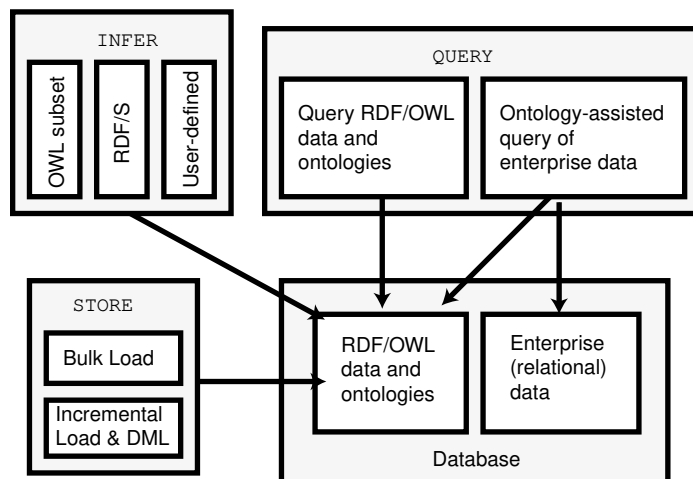 INFER
OWL subset
RDF/S
User-defined
QUERY
Query RDF/OWL
data and
ontologies
Ontology-assisted
query of
enterprise data
STORE
Bulk Load
Incremental
Load & DML
RDF/OWL
data and
ontologies
Enterprise
(relational)
data
Database